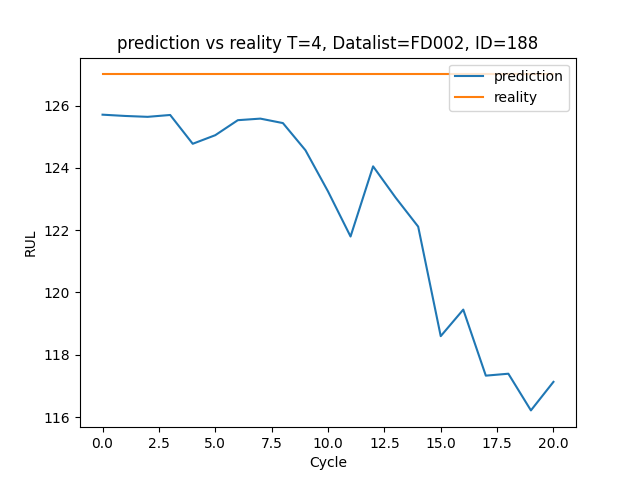 prediction vs reality T=4, Datalist=FD002, ID=188
prediction
reality
126
124
122
120
118
116
RUL
0.0 2.5 5.0 7.5 10.0 12.5 15.0 17.5 20.0
Cycle